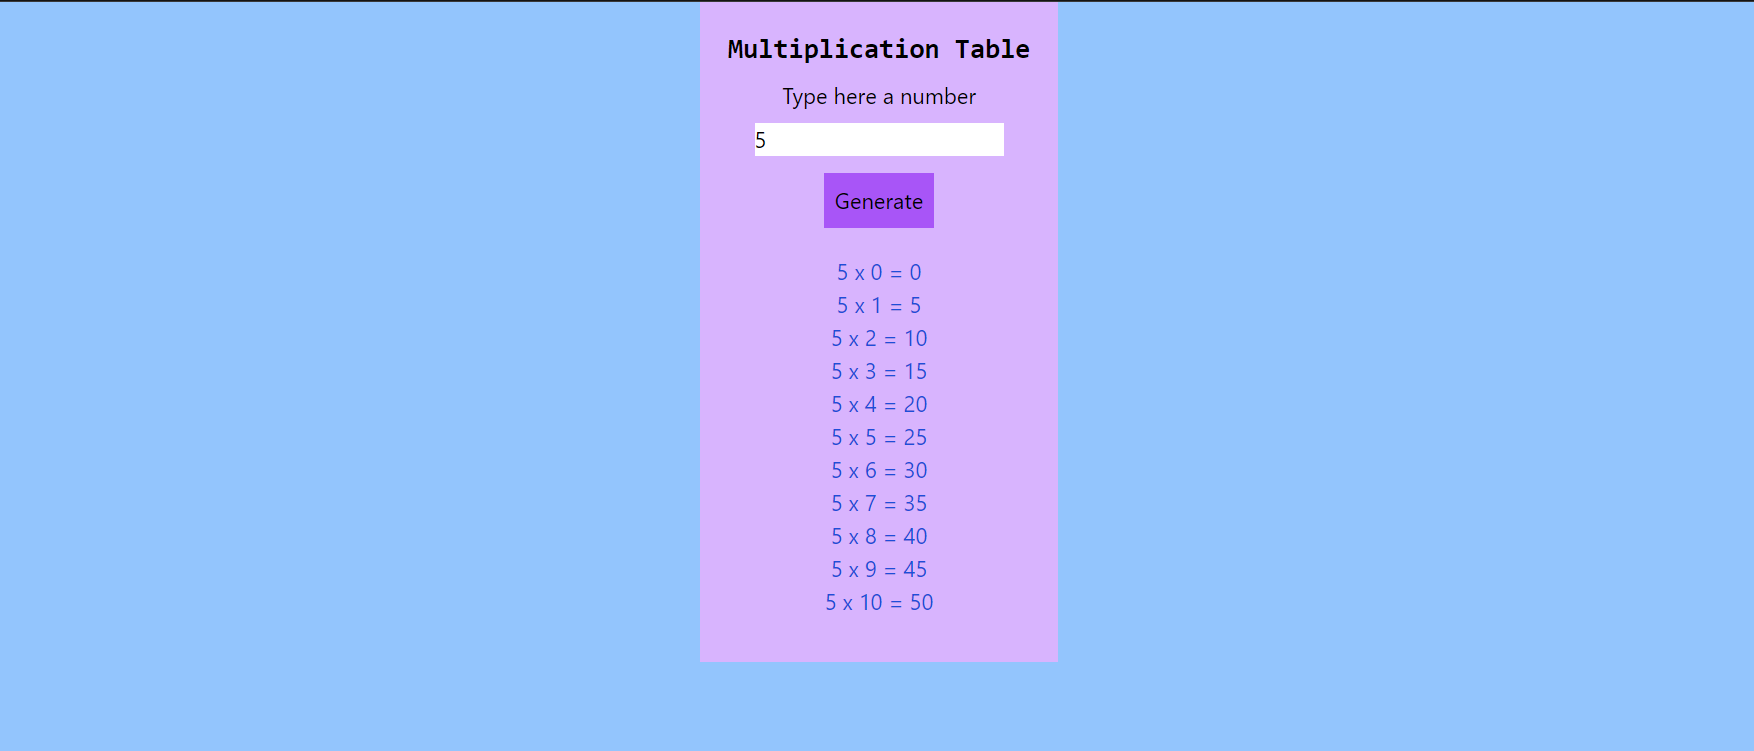 Multiplication Table
Type here a number
5
Generate
5 x 0 = 0
5 x 1 = 5
5 x 2 = 10
5 x 3 = 15
5 x 4 = 20
5 x 5 = 25
5 x 6 = 30
5 x 7 = 35
5 x 8 = 40
5 x 9 = 45
5 x 10 = 50